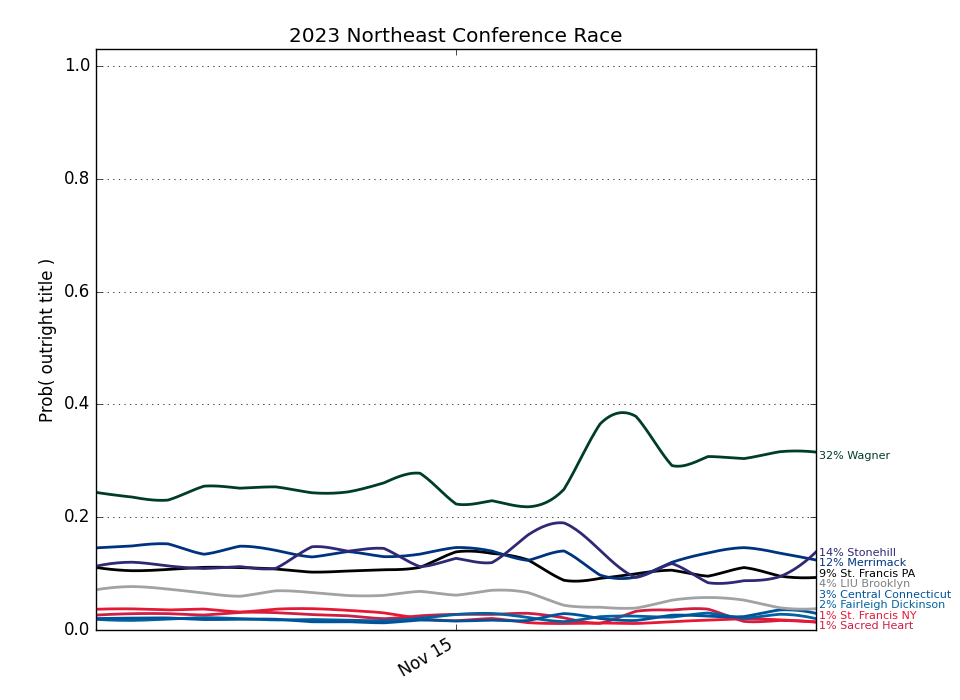 2023 Northeast Conference Race
1.0
0.8
0.6
0.4
0.2
0.0
Prob( outright title )
Nov 15
32% Wagner
14% Stonehill
12% Merrimack
9% St. Francis PA
4% LIU Brooklyn
3% Central Connecticut
2% Fairleigh Dickinson
1% St. Francis NY
1% Sacred Heart